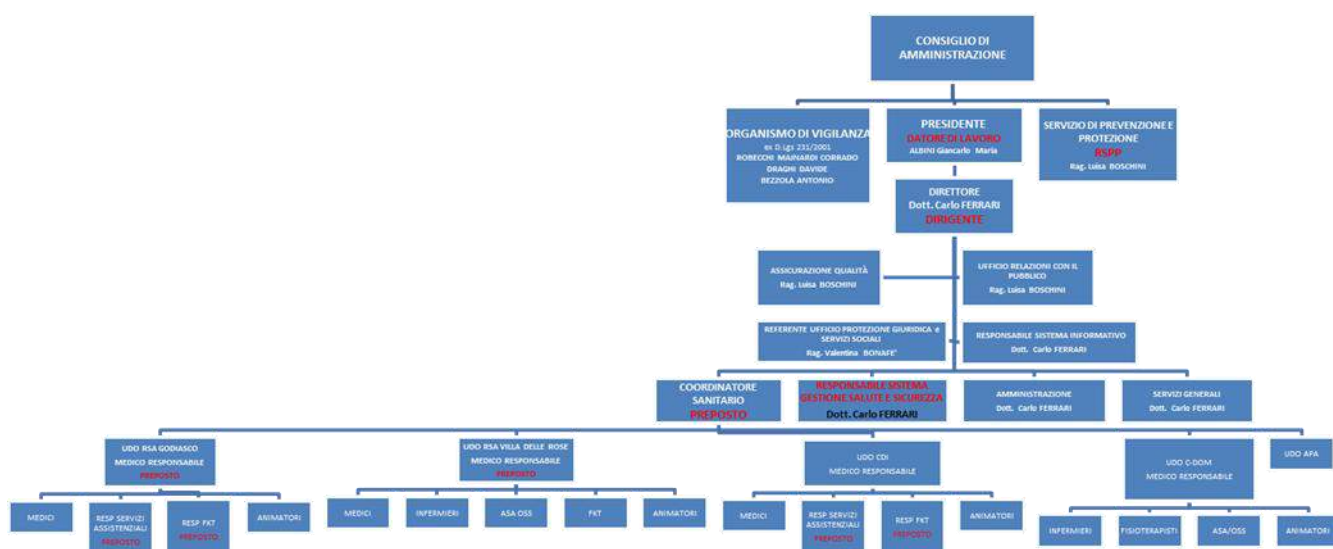 CONSIGLIO DI
AMMINISTRAZIONE
ORGANISMO DI VIGILANZA
ex D.Lgs 231/2001
ROBECCHI MAINARDI CORRADO
DRAGHI DAVIDE
BEZZOLA ANTONIO
PRESIDENTE
DATORE DI LAVORO
ALBINI Giancarlo Maria
SERVIZIO DI PREVENZIONE E
PROTEZIONE
RSPP
Rag. Luisa BOSCHINI
DIRETTORE
Dott. Carlo FERRARI
DIRIGENTE
ASSICURAZIONE QUALITÀ
Rag. Luisa BOSCHINI
UFFICIO RELAZIONI CON IL
PUBBLICO
Rag. Luisa BOSCHINI
REFERENTE UFFICIO PROTEZIONE GIURIDICA e
SERVIZI SOCIALI
Rag. Valentina BONAFE'
RESPONSABILE SISTEMA INFORMATIVO
Dott. Carlo FERRARI
COORDINATORE
SANITARIO
PREPOSTO
RESPONSABILE SISTEMA
GESTIONE SALUTE E SICUREZZA
Dott. Carlo FERRARI
AMMINISTRAZIONE
Dott. Carlo FERRARI
SERVIZI GENERALI
Dott. Carlo FERRARI
UDO RSA GODIASCO
MEDICO RESPONSABILE
PREPOSTO
UDO RSA VILLA DELLE ROSE
MEDICO RESPONSABILE
PREPOSTO
UDO CDI
MEDICO RESPONSABILE
UDO C-DOM
MEDICO RESPONSABILE
UDO APA
MEDICI
RESP SERVIZI
ASSISTENZIALI
PREPOSTO
RESP FKT
PREPOSTO
ANIMATORI
MEDICI
INFERMIERI
ASA OSS
FKT
ANIMATORI
MEDICI
RESP SERVIZI
ASSISTENZIALI
PREPOSTO
RESP FKT
PREPOSTO
ANIMATORI
INFERMIERI
FISIOTERAPISTI
ASA/OSS
ANIMATORI